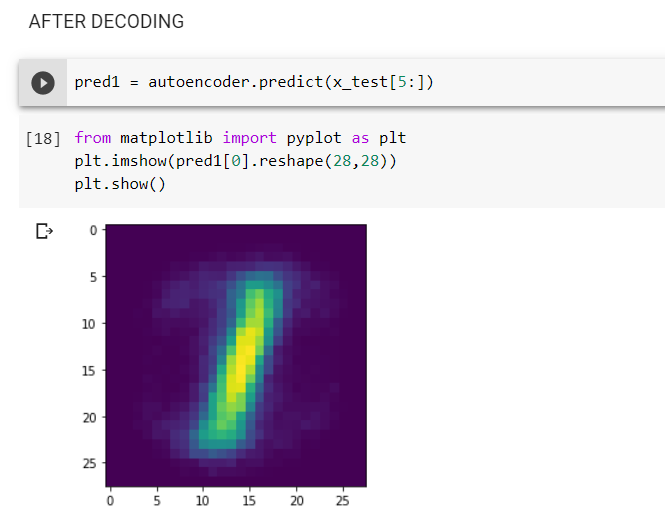 AFTER DECODING
pred1 = autoencoder.predict(x_test[5:])
[18] from matplotlib import pyplot as plt
plt.imshow(pred1[0].reshape(28,28))
plt.show()
0
5
10
15
20
25
0 5 10 15 20 25